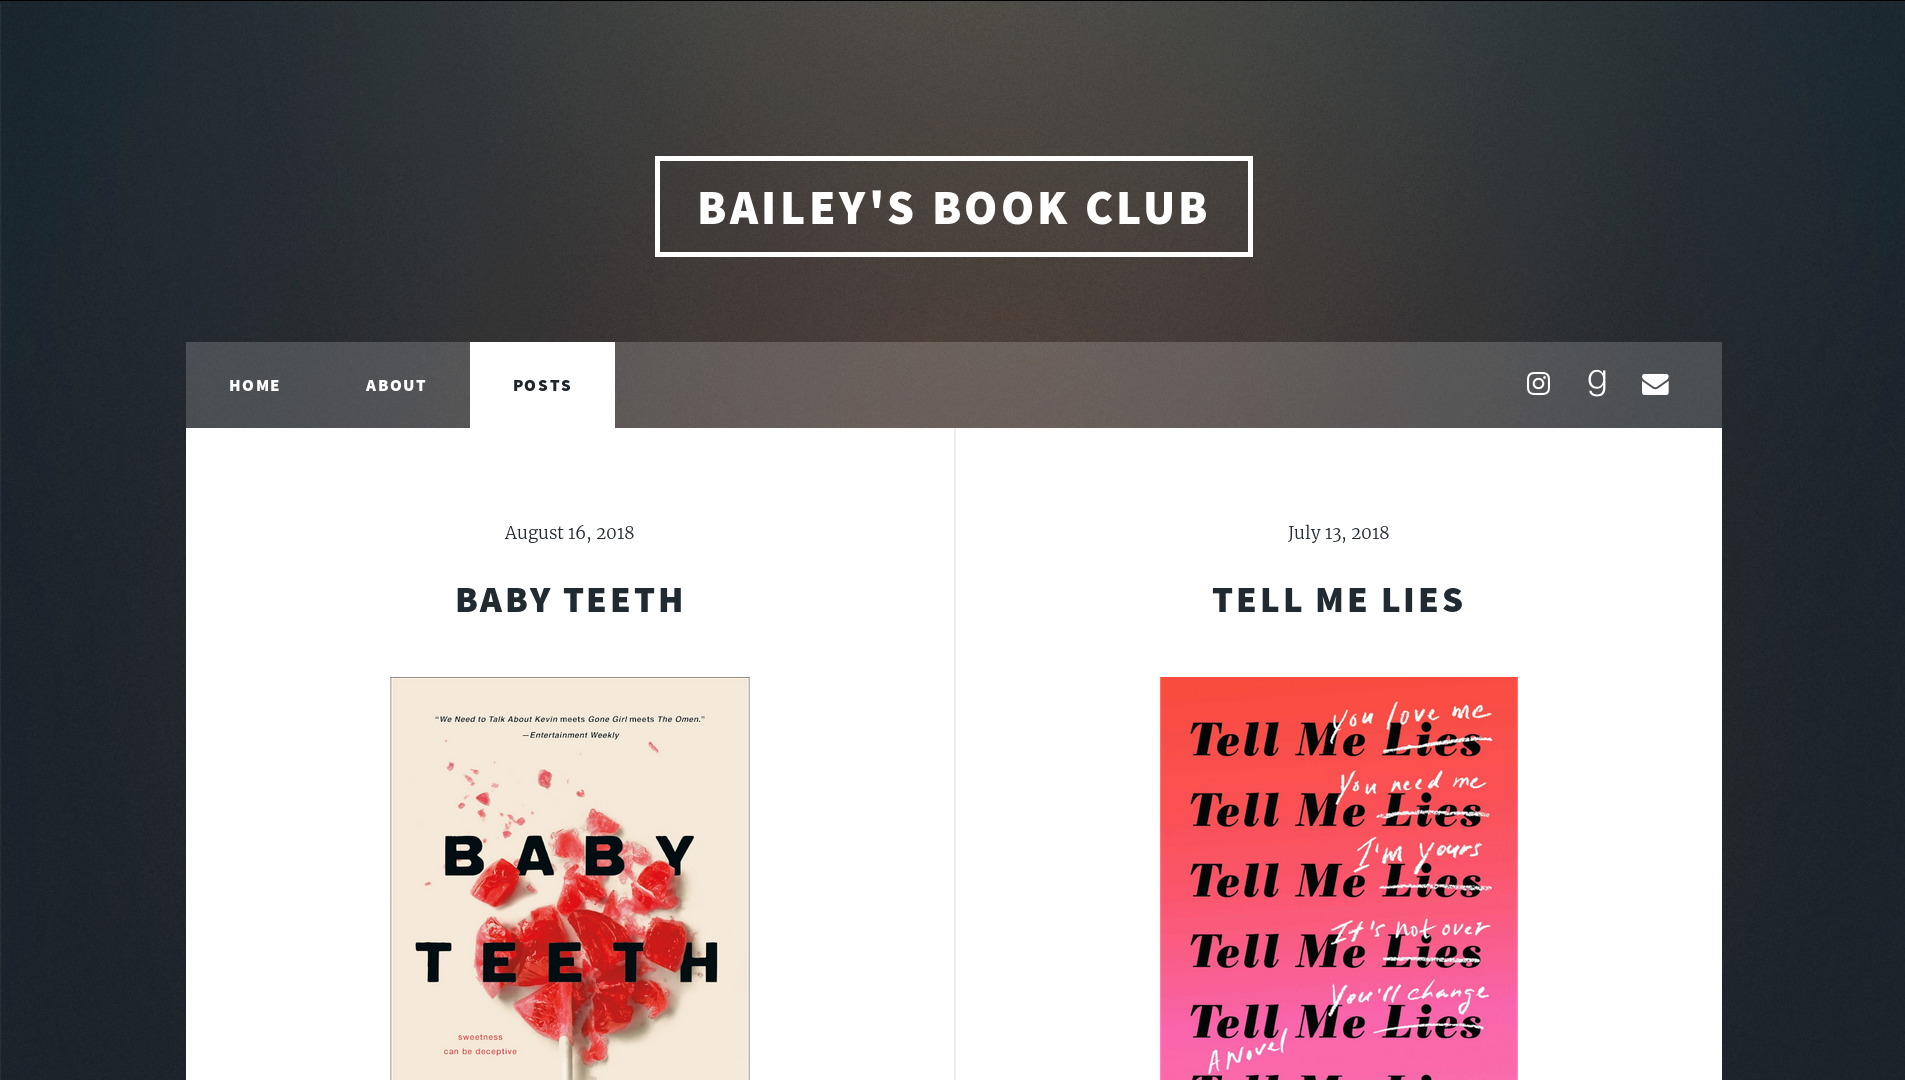 BAILEY'S BOOK CLUB
HOME ABOUT POSTS
August 16, 2018
BABY TEETH
"We Need to Talk About Kevin meets Gone Girl meets The Omen."
—Entertainment Weekly
BABY
TEETH
sweetness
can be deceptive
July 13, 2018
TELL ME LIES
you love me
Tell Me Lies
You need me
Tell Me Lies
I'm yours
Tell Me Lies
It's not over
Tell Me Lies
You'll change
Tell Me Lies
A Novel